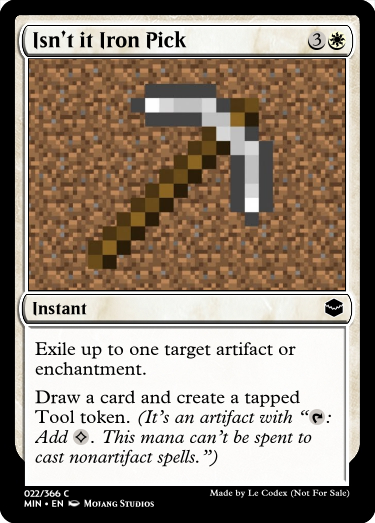 Isn't it Iron Pick 3
Instant
Exile up to one target artifact or
enchantment.
Draw a card and create a tapped
Tool token. (It's an artifact with “:
Add . This mana can't be spent to
cast nonartifact spells.”)
022/366 C
MIN • EN Mojang Studios
Made by Le Codex (Not For Sale)